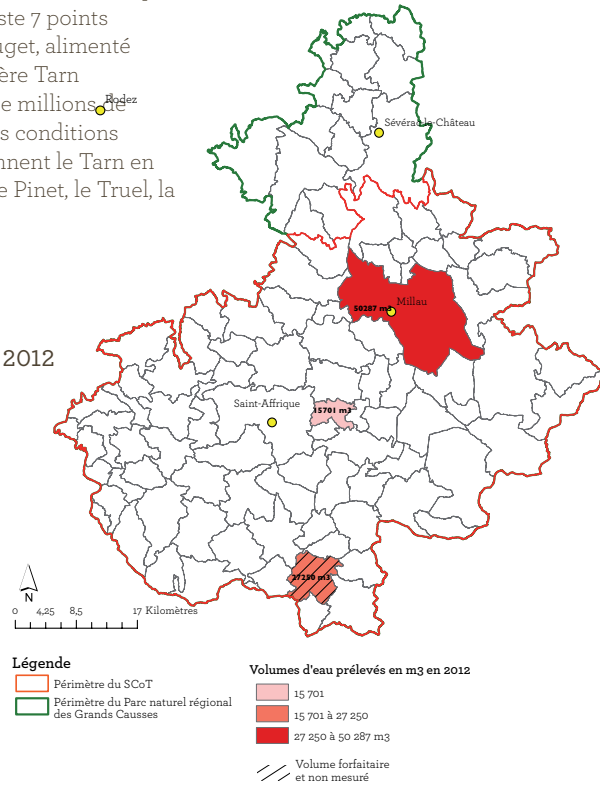 ste 7 points
uget, alimenté
ère Tarn
e millions de
s conditions
nnent le Tarn en
e Pinet, le Truel, la
2012
Rodez
Sévérac-le-Château
50287 m3
Millau
Saint-Affrique
15701 m3
27250 m3
N
0 4,25 8,5 17 Kilomètres
Légende
Périmètre du SCoT
Périmètre du Parc naturel régional
des Grands Causses
Volumes d'eau prélevés en m3 en 2012
15 701
15 701 à 27 250
27 250 à 50 287 m3
Volume forfaitaire
et non mesuré